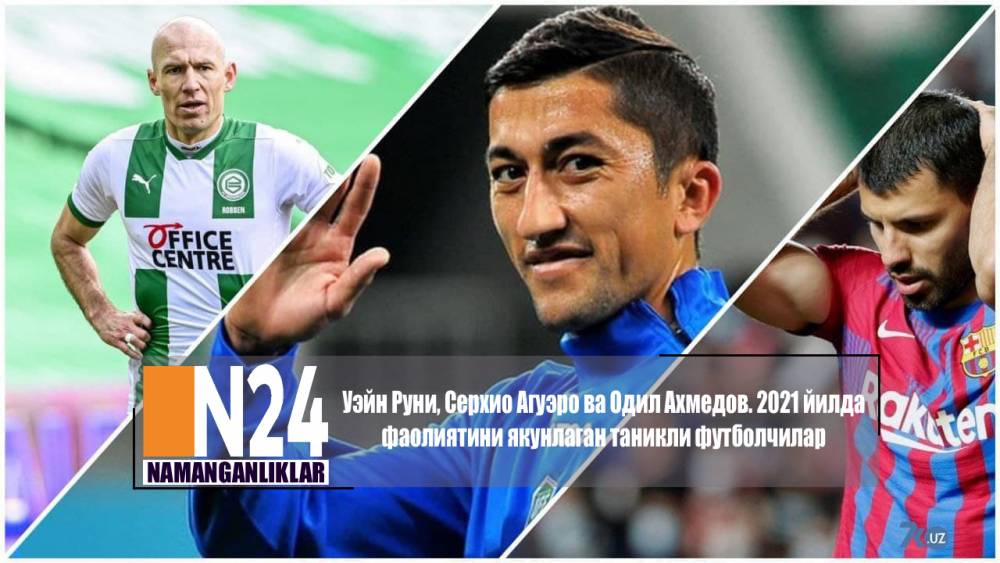 ROBBEN
OFFICE
CENTRE
N24
NAMANGANLIKLAR
Уэйн Руни, Серхио Агуэро ва Одил Ахмедов. 2021 йилда
фаолиятини якунлаган таникли футболчилар
FCB
Rakuten
.UZ